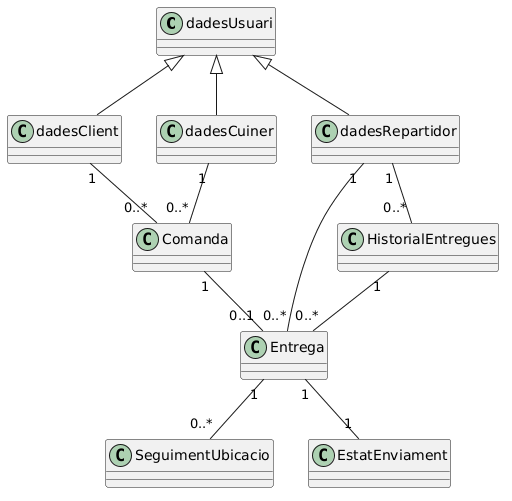 C dadesUsuari
C dadesClient
C dadesCuiner
C dadesRepartidor
1 1 1 1
0..* 0..* 0..*
C Comanda
C HistorialEntregues
1 1
0..1 0..* 0..*
C Entrega
1 1
0..* 1
C SeguimentUbicacio
C EstatEnviament